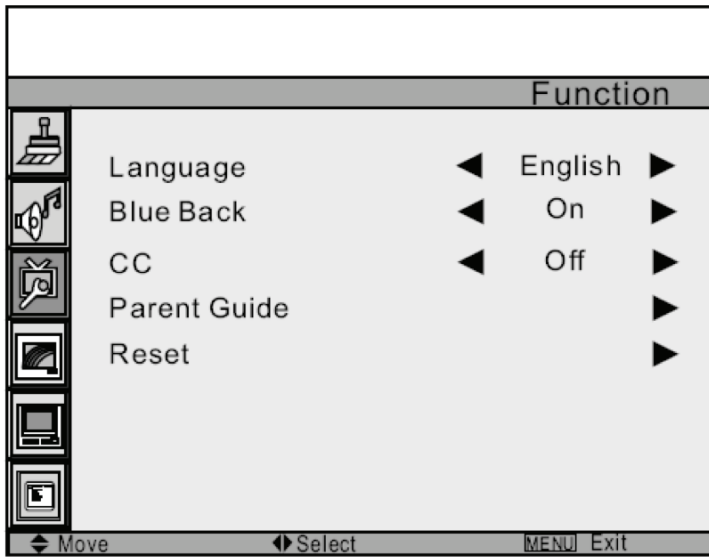 Function
Language ◀ English ▶
Blue Back ◀ On ▶
CC ◀ Off ▶
Parent Guide ▶
Reset ▶
Move Select MENU Exit